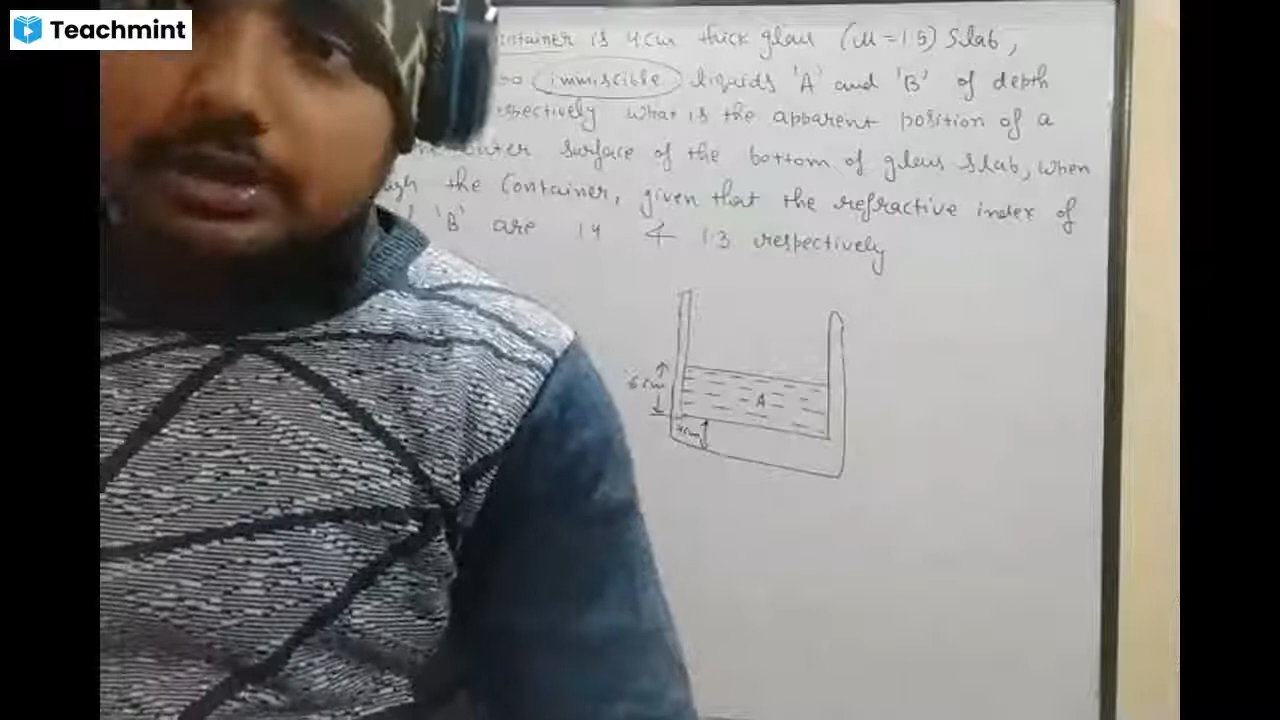 Teachmint
container is 4cm thick glass (μ = 1.5) Slab,
immiscible liquids 'A' and 'B' of depth
respectively what is the apparent position of a
outer surface of the bottom of glass slab, when
the Container, given that the refractive index of
'B' are 1.4 & 1.3 respectively
6cm
A
4cm